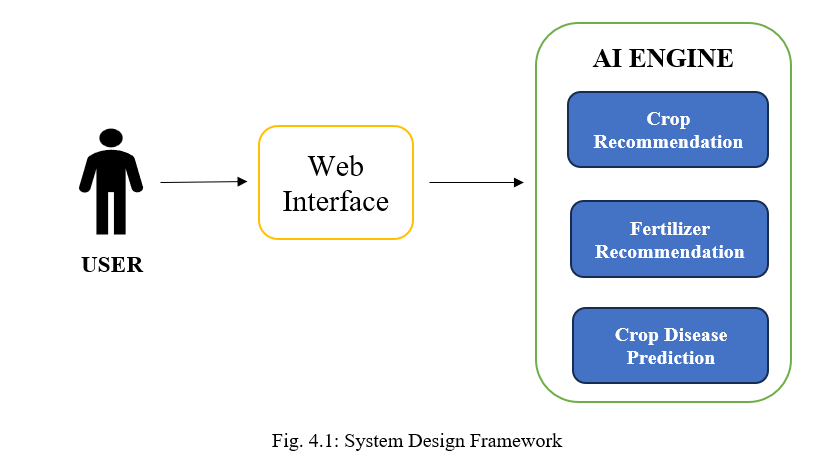 AI ENGINE
Crop
Recommendation
Web
Interface
Fertilizer
Recommendation
USER
Crop Disease
Prediction
Fig. 4.1: System Design Framework